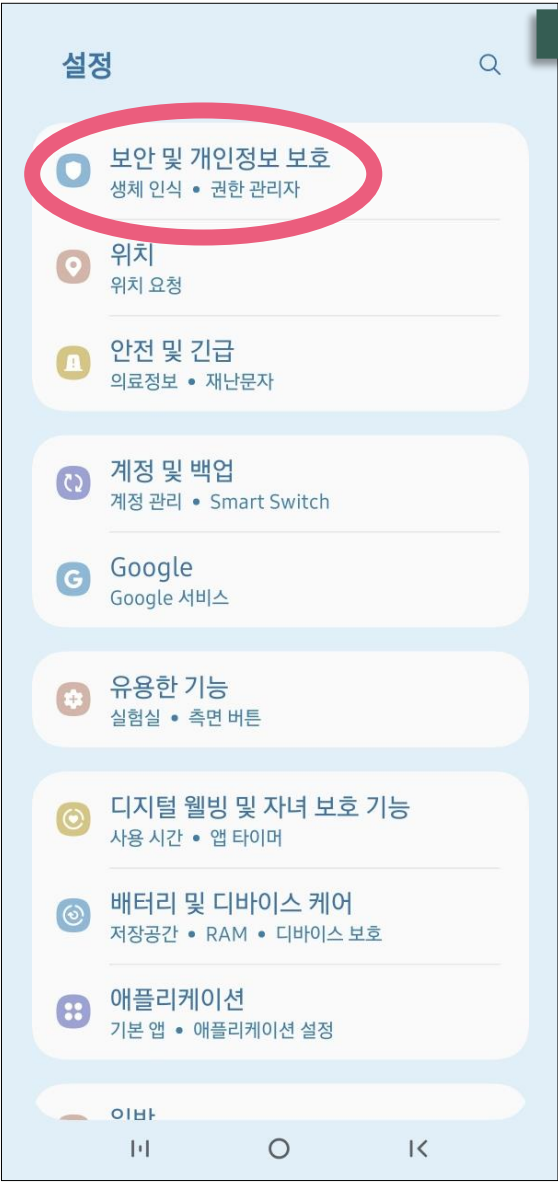 설정
보안 및 개인정보 보호
생체 인식 • 권한 관리자
위치
위치 요청
안전 및 긴급
의료정보 • 재난문자
계정 및 백업
계정 관리 • Smart Switch
Google
Google 서비스
유용한 기능
실험실 • 측면 버튼
디지털 웰빙 및 자녀 보호 기능
사용 시간 • 앱 타이머
배터리 및 디바이스 케어
저장공간 • RAM • 디바이스 보호
애플리케이션
기본 앱 • 애플리케이션 설정